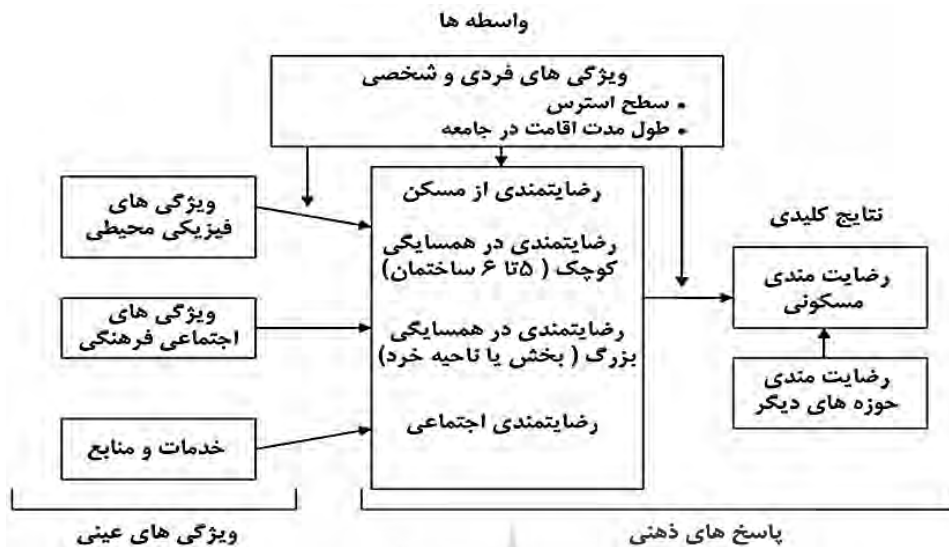 واسطه ها
ویژگی های فردی و شخصی
• سطح استرس
• طول مدت اقامت در جامعه
ویژگی های
فیزیکی محیطی
ویژگی های
اجتماعی فرهنگی
خدمات و منابع
رضایتمندی از مسکن
رضایتمندی در همسایگی
کوچک ( ۵تا ۶ ساختمان)
رضایتمندی در همسایگی
بزرگ ( بخش یا ناحیه خرد)
رضایتمندی اجتماعی
نتایج کلیدی
رضایت مندی
مسکونی
رضایت مندی
حوزه های دیگر
ویژگی های عینی
پاسخ های ذهنی